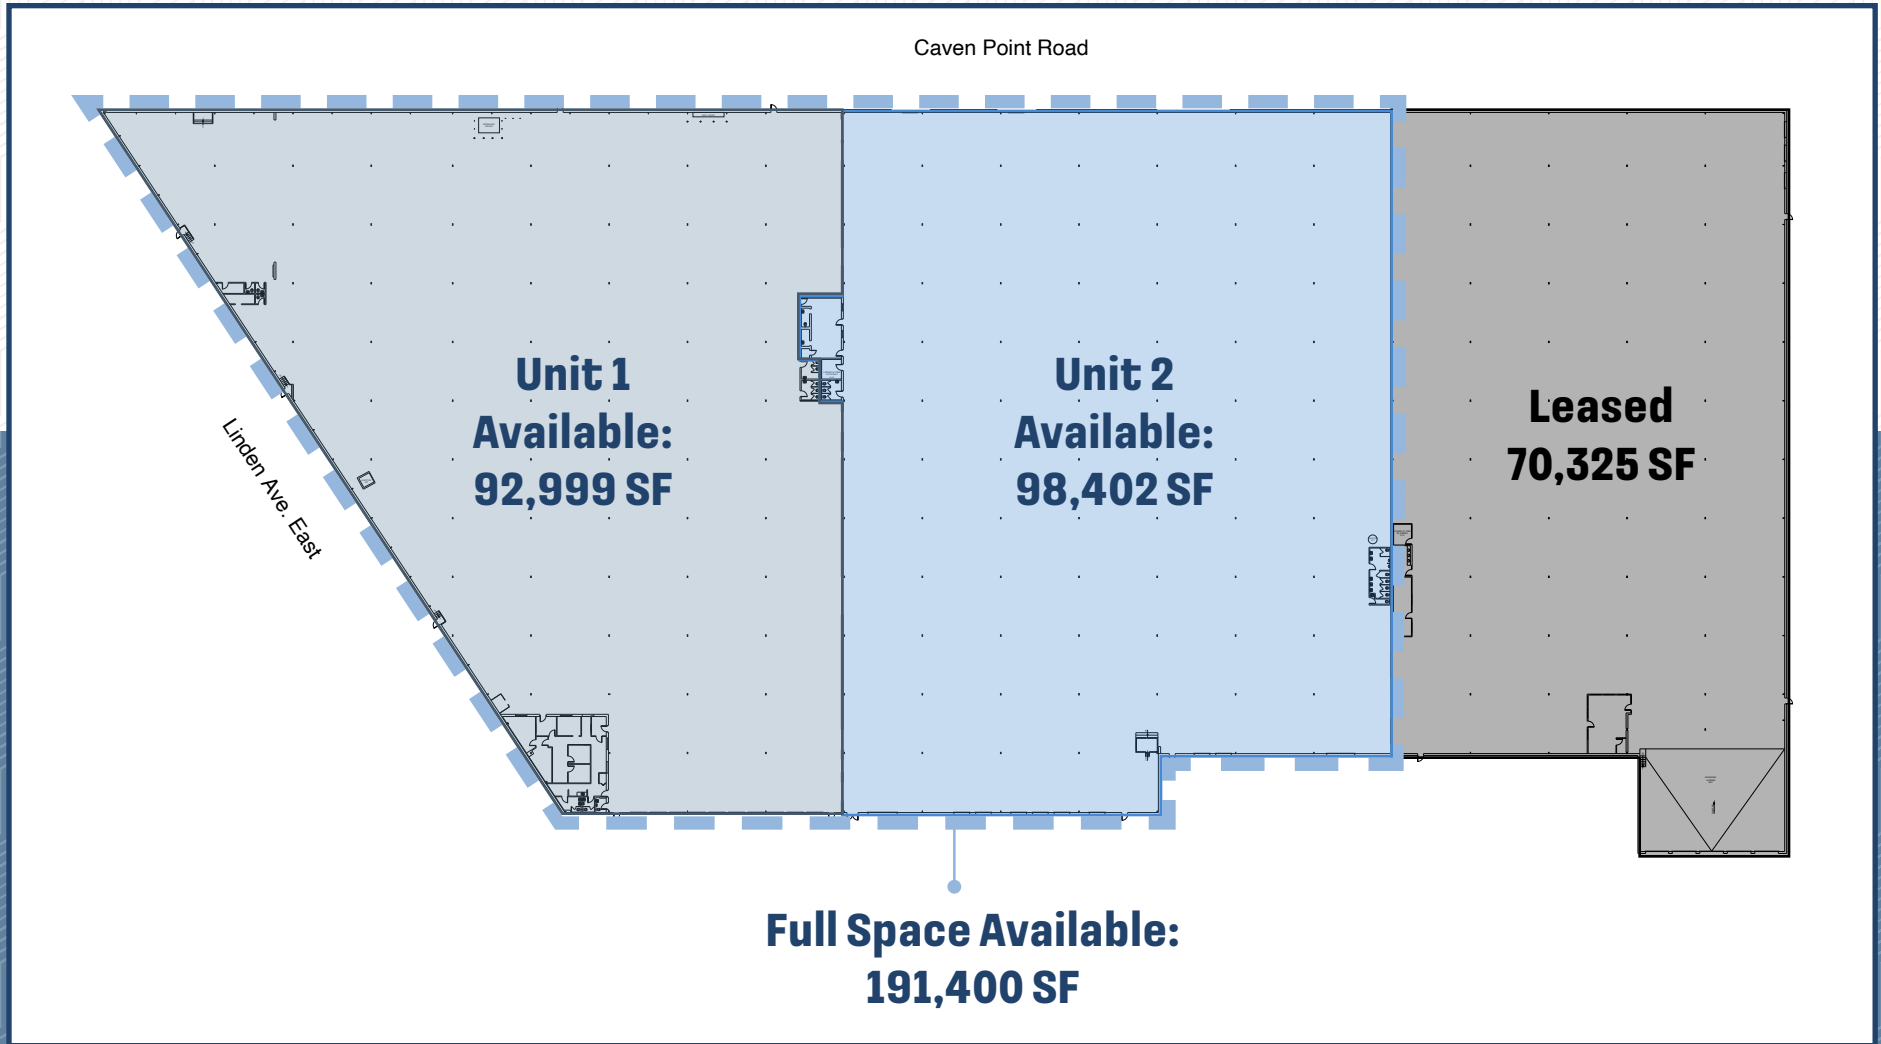 Caven Point Road
Unit 1
Available:
92,999 SF
Unit 2
Available:
98,402 SF
Leased
70,325 SF
Linden Ave. East
Full Space Available:
191,400 SF